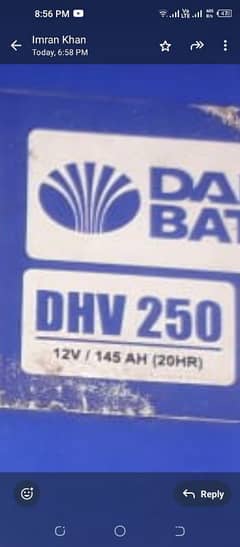 8:56 PM
Imran Khan
Today, 6:58 PM
DA
BAT
DHV 250
12V / 145 AH (20HR)
Reply